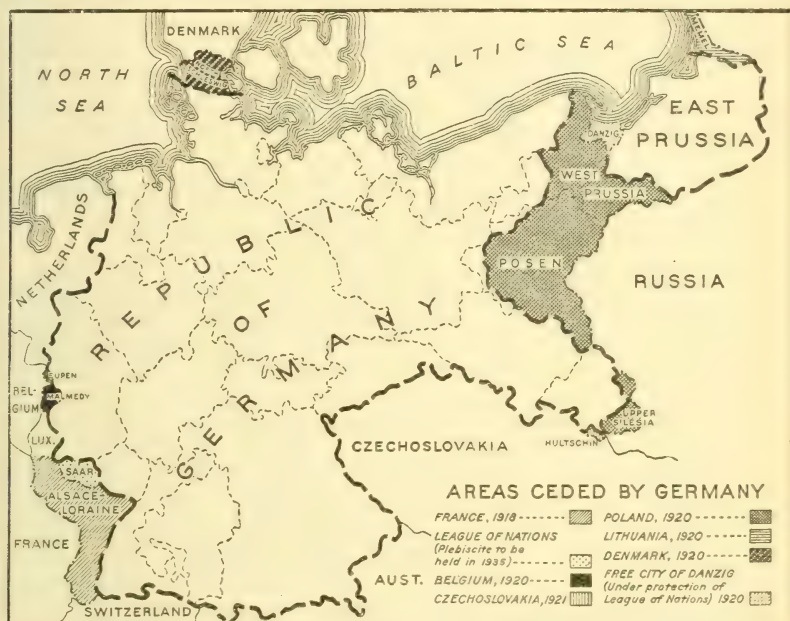 DENMARK
NORTH
SEA
BALTIC SEA
MEMEL
EAST
PRUSSIA
DANZIG
WEST
PRUSSIA
POSEN
RUSSIA
NETHERLANDS
REPUBLIC
OF
GERMANY
EUPEN
MALMEDY
BEL-
GIUM
LUX.
SAAR
ALSACE-
LORAINE
FRANCE
SWITZERLAND
AUST.
CZECHOSLOVAKIA
HULTSCHIN
UPPER
SILESIA
AREAS CEDED BY GERMANY
FRANCE, 1918
LEAGUE OF NATIONS
(Plebiscite to be
held in 1935)
BELGIUM, 1920
CZECHOSLOVAKIA, 1921
POLAND, 1920
LITHUANIA, 1920
DENMARK, 1920
FREE CITY OF DANZIG
(Under protection of
League of Nations) 1920